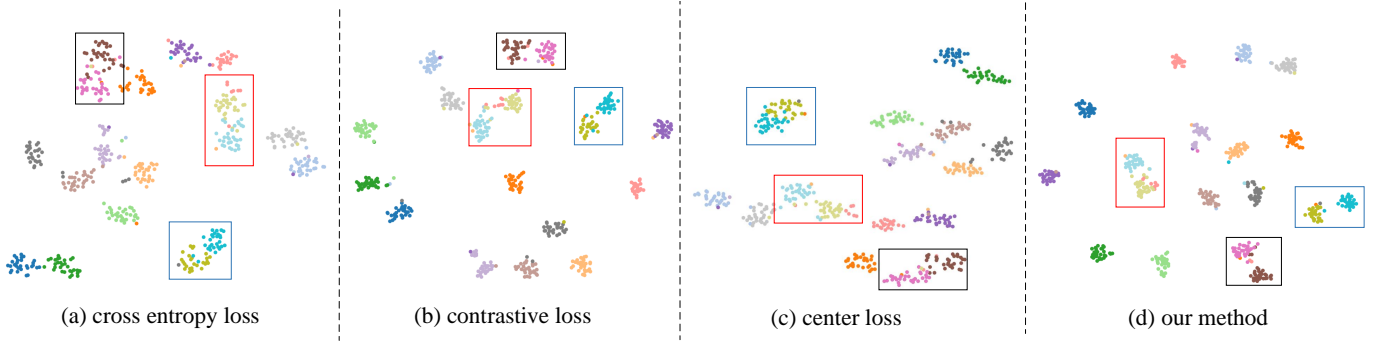 (a) cross entropy loss
(b) contrastive loss
(c) center loss
(d) our method